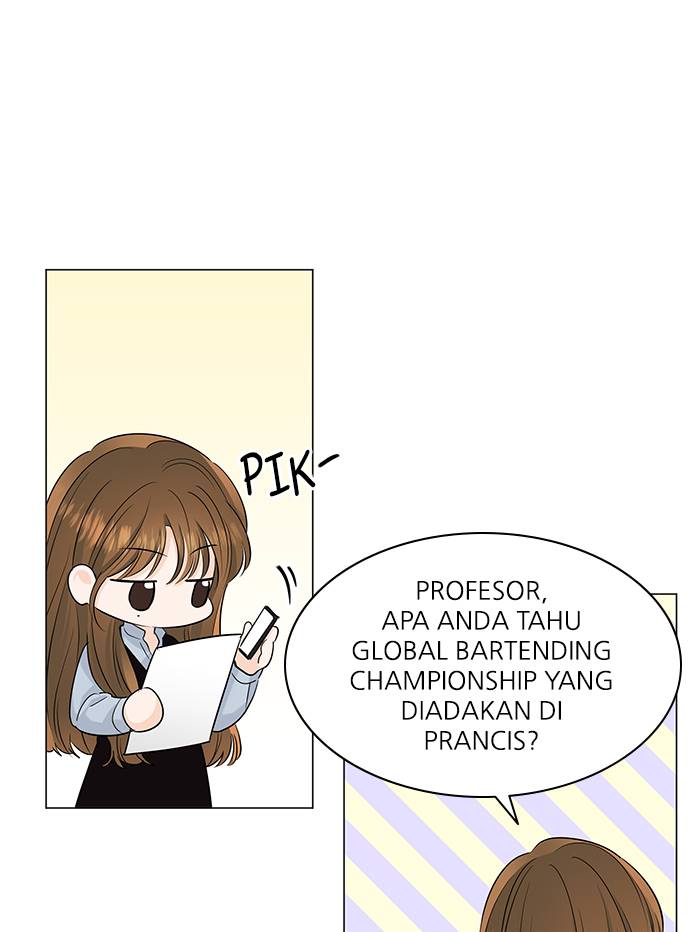 PIK~
PROFESOR,
APA ANDA TAHU
GLOBAL BARTENDING
CHAMPIONSHIP YANG
DIADAKAN DI
PRANCIS?